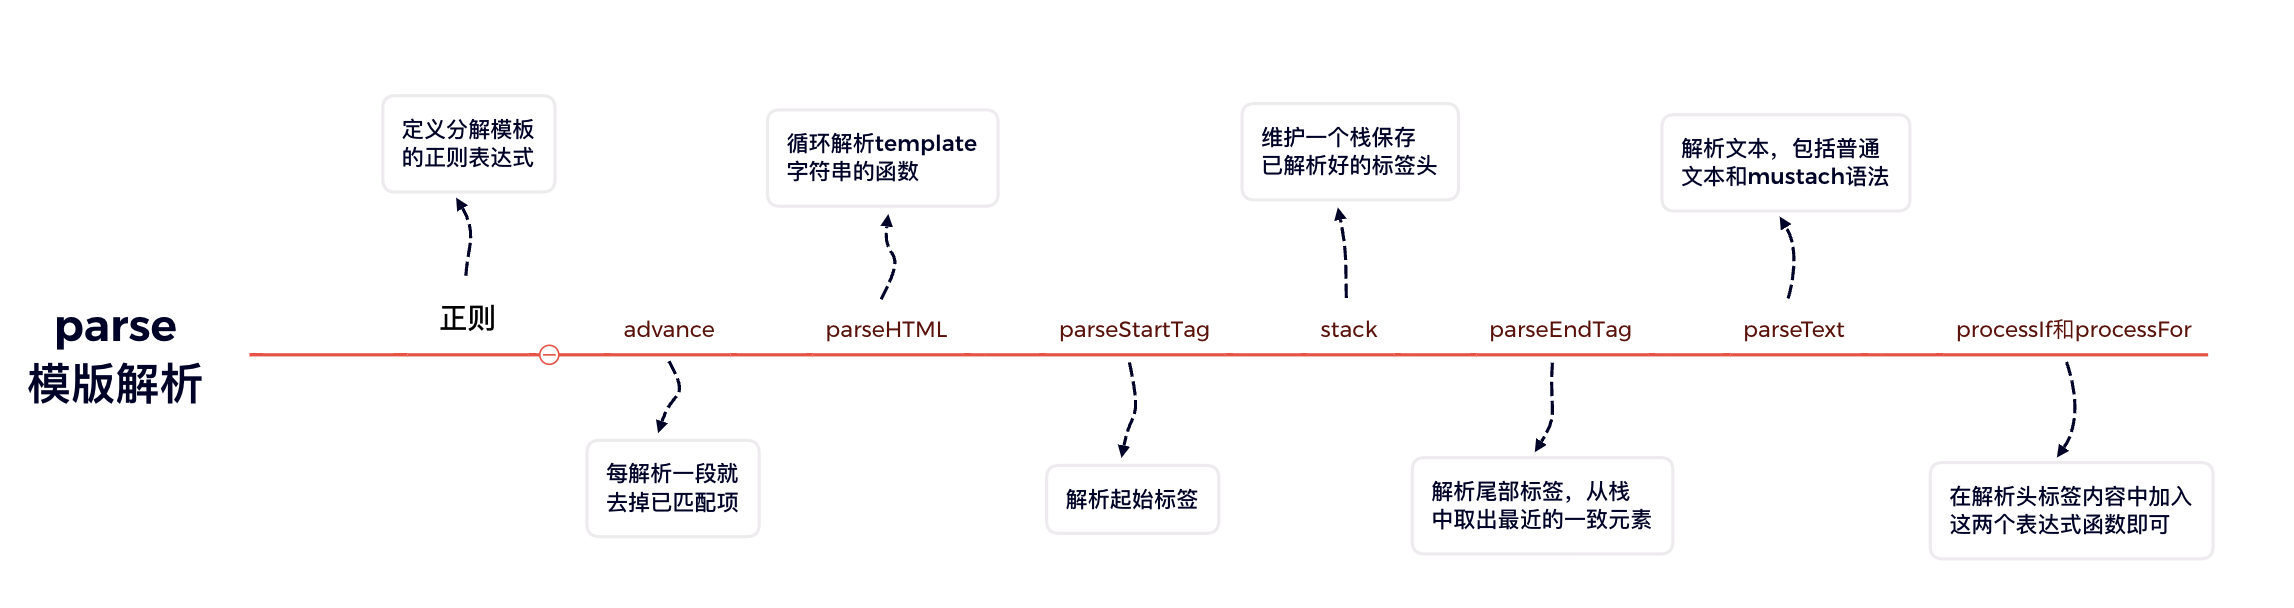 parse
模版解析
定义分解模板
的正则表达式
正则
advance
每解析一段就
去掉已匹配项
循环解析template
字符串的函数
parseHTML
parseStartTag
解析起始标签
维护一个栈保存
已解析好的标签头
stack
parseEndTag
解析尾部标签，从栈
中取出最近的一致元素
解析文本，包括普通
文本和mustach语法
parseText
processIf和processFor
在解析头标签内容中加入
这两个表达式函数即可